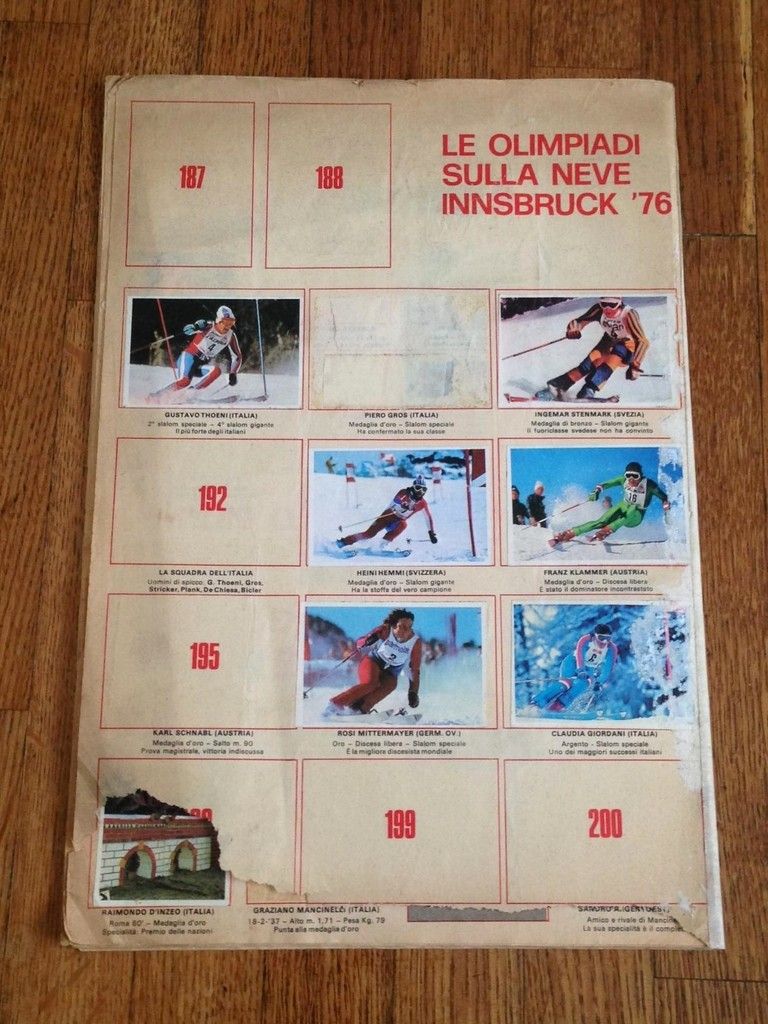 187
188
LE OLIMPIADI
SULLA NEVE
INNSBRUCK '76
GUSTAVO THOENI (ITALIA)
2° slalom speciale - 4° slalom gigante
Il più forte degli italiani
PIERO GROS (ITALIA)
Medaglia d'oro - Slalom speciale
Ha confermato la sua classe
INGEMAR STENMARK (SVEZIA)
Medaglia di bronzo - Slalom gigante
Il fuoriclasse svedese non ha convinto
192
LA SQUADRA DELL'ITALIA
Uomini di spicco: G. Thoeni, Gros,
Stricker, Plank, De Chiesa, Bicler
HEINI HEMMI (SVIZZERA)
Medaglia d'oro - Slalom gigante
Ha la stoffa del vero campione
FRANZ KLAMMER (AUSTRIA)
Medaglia d'oro - Discesa libera
È stato il dominatore incontrastato
195
KARL SCHNABL (AUSTRIA)
Medaglia d'oro - Salto m. 90
Prova magistrale, vittoria indiscussa
ROSI MITTERMAYER (GERM. OV.)
Oro - Discesa libera - Slalom speciale
È la migliore discesista mondiale
CLAUDIA GIORDANI (ITALIA)
Argento - Slalom speciale
Uno dei maggiori successi italiani
199
200
RAIMONDO D'INZEO (ITALIA)
Roma 60' - Medaglia d'oro
Specialità: Premio delle nazioni
GRAZIANO MANCINELLI (ITALIA)
18-2-'37 - Alto m. 1,71 - Pesa Kg. 79
Punta alla medaglia d'oro
Amico e rivale di
La sua specialità è il